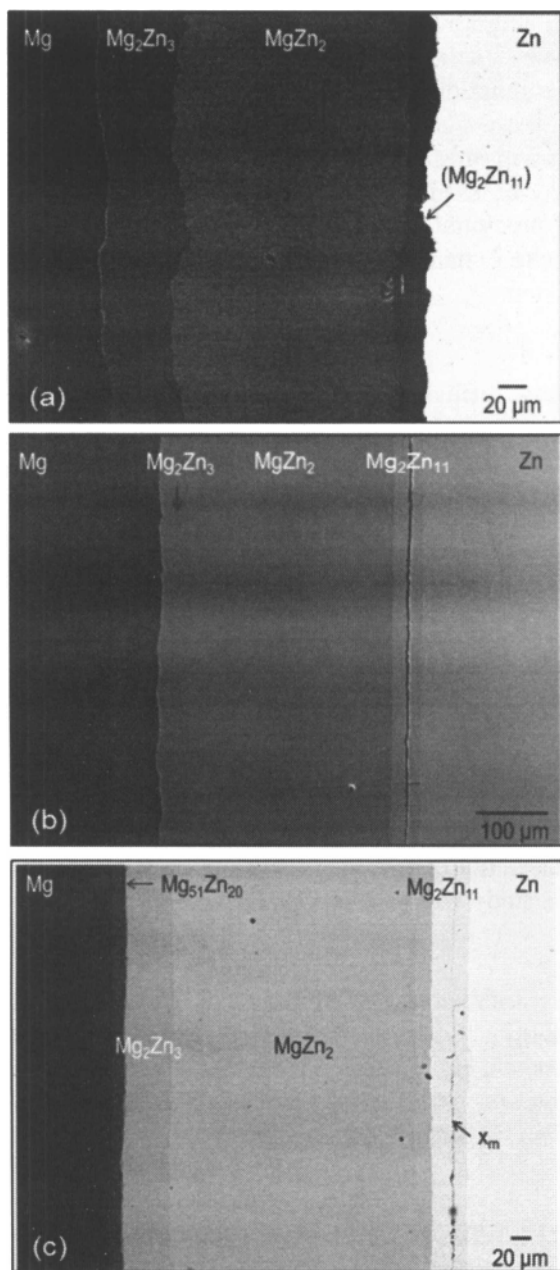 Mg Mg₂Zn₃ MgZn₂ Zn
(Mg₂Zn₁₁)
(a) 20 µm
Mg Mg₂Zn₃ MgZn₂ Mg₂Zn₁₁ Zn
(b) 100 µm
Mg Mg₅₁Zn₂₀ Mg₂Zn₁₁ Zn
Mg₂Zn₃ MgZn₂
xₘ
(c) 20 µm